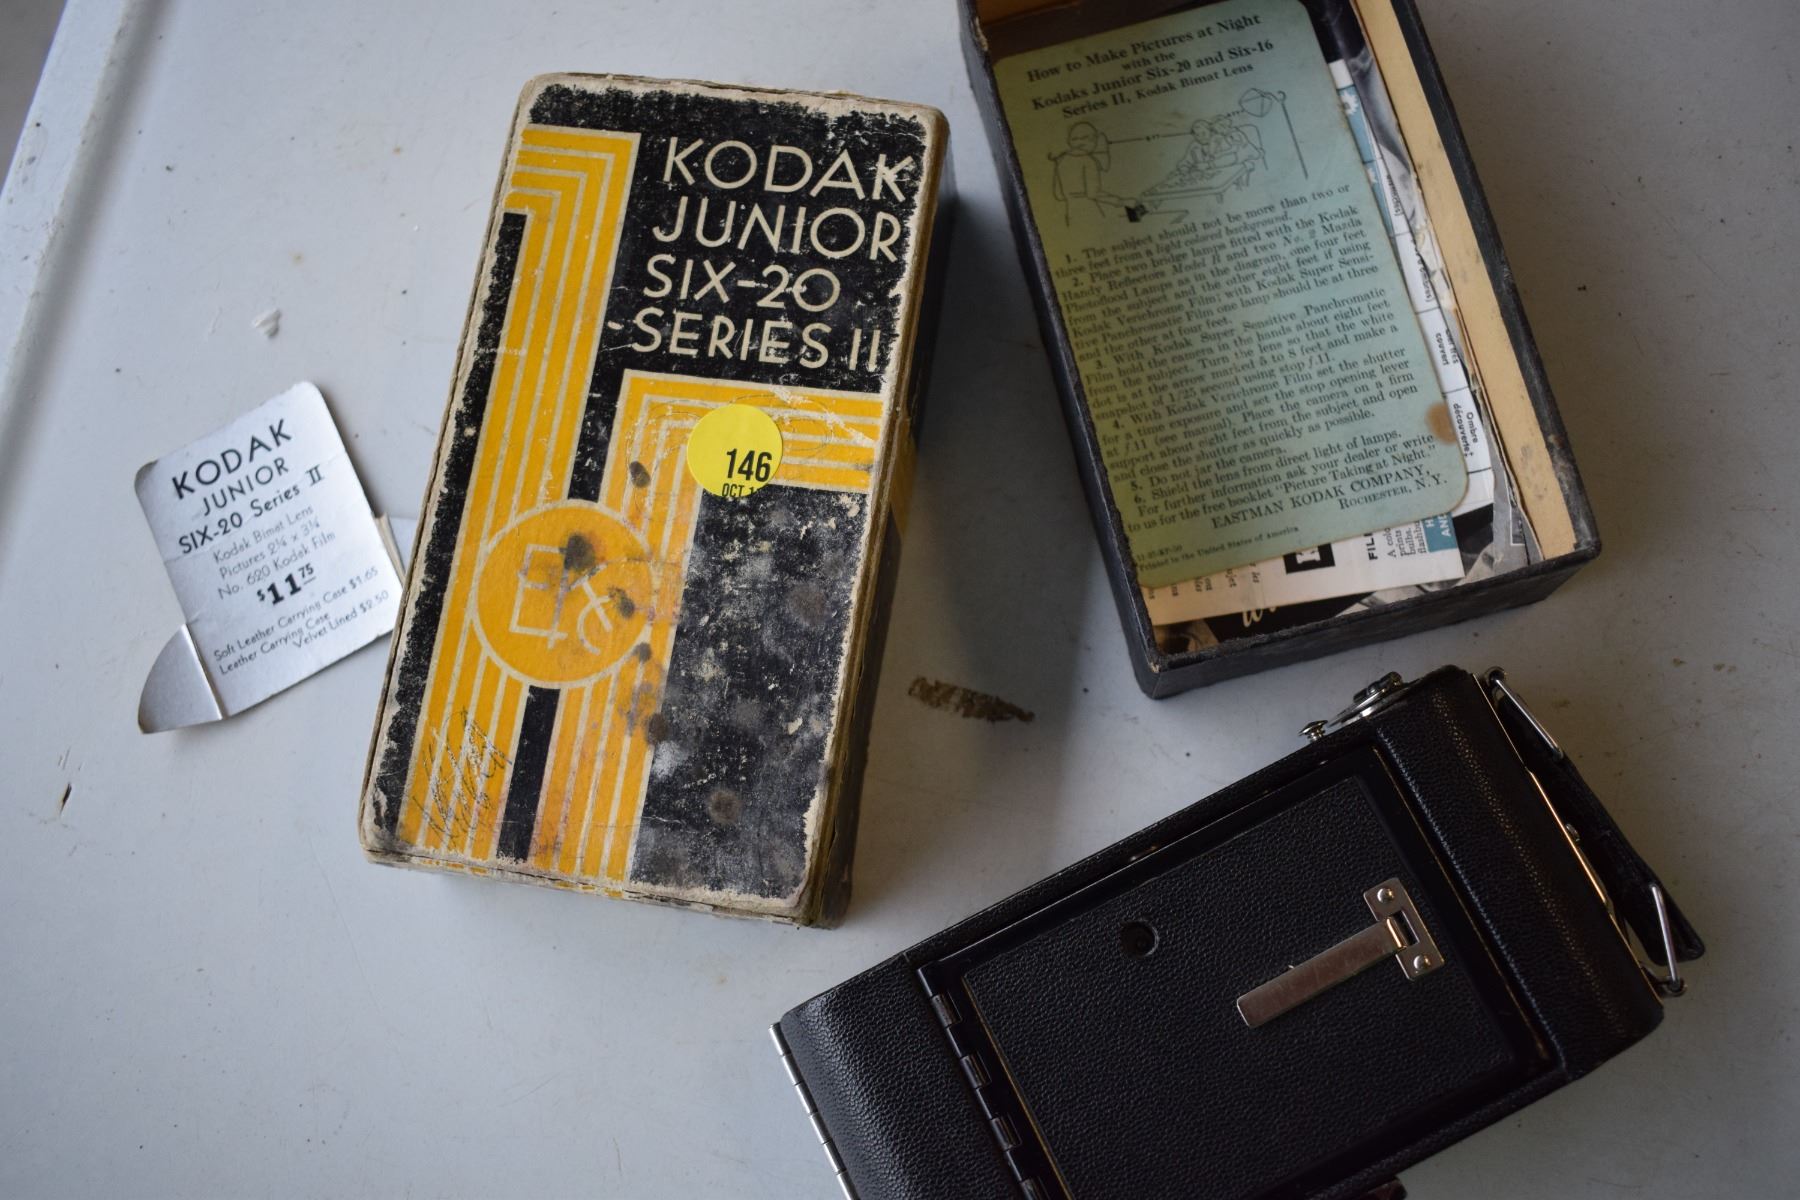 KODAK
JUNIOR
SIX-20 Series II
Kodak Bimat Lens
Pictures 2¼ x 3¼
No. 620 Kodak Film
$11.75
Soft Leather Carrying Case $1.65
Leather Carrying Case
Velvet Lined $2.50
KODAK
JUNIOR
SIX-20
SERIES II
146
OCT 1
EKC
How to Make Pictures at Night
with the
Kodaks Junior Six-20 and Six-16
Series II, Kodak Bimat Lens
1. The subject should not be more than two or
three feet from a light colored background.
2. Place two bridge lamps fitted with the Kodak
Handy Reflectors Model B and two No. 2 Mazda
Photoflood Lamps as in the diagram, one four feet
from the subject and the other eight feet if using
Kodak Verichrome Film; with Kodak Super Sensi-
tive Panchromatic Film one lamp should be at three
and the other at four feet.
3. With Kodak Super Sensitive Panchromatic
Film hold the camera in the hands about eight feet
from the subject. Turn the lens so that the white
dot is at the arrow marked 5 to 8 feet and make a
snapshot of 1/25 second using stop f.11.
4. With Kodak Verichrome Film set the shutter
for a time exposure and set the stop opening lever
at f.11 (see manual). Place the camera on a firm
support about eight feet from the subject and open
and close the shutter as quickly as possible.
5. Do not jar the camera.
6. Shield the lens from direct light of lamps.
For further information ask your dealer or write
to us for the free booklet "Picture Taking at Night."
EASTMAN KODAK COMPANY,
ROCHESTER, N.Y.
Printed in the United States of America
couvert
Ombre
découverte
FIL
A colo
prints
bulbs.
flashbu